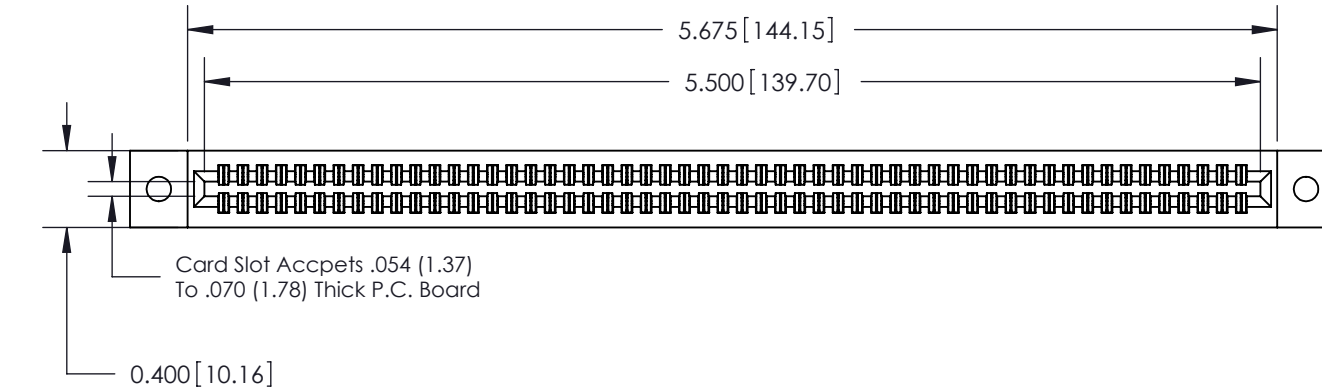 5.675[144.15]
5.500[139.70]
Card Slot Accpets .054 (1.37)
To .070 (1.78) Thick P.C. Board
0.400[10.16]